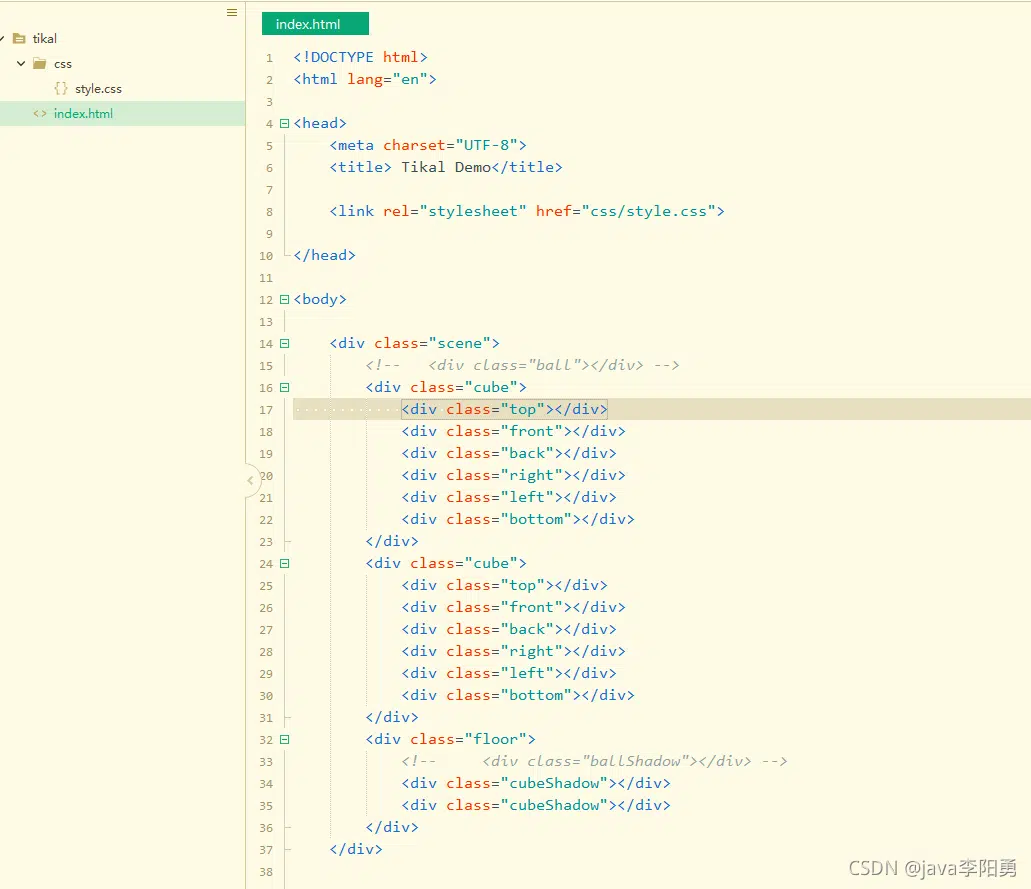 tikal
css
style.css
index.html
index.html
1 <!DOCTYPE html>
2 <html lang="en">
3
4 <head>
5 <meta charset="UTF-8">
6 <title> Tikal Demo</title>
7
8 <link rel="stylesheet" href="css/style.css">
9
10 </head>
11
12 <body>
13
14 <div class="scene">
15 <!--   <div class="ball"></div> -->
16 <div class="cube">
17 <div class="top"></div>
18 <div class="front"></div>
19 <div class="back"></div>
20 <div class="right"></div>
21 <div class="left"></div>
22 <div class="bottom"></div>
23 </div>
24 <div class="cube">
25 <div class="top"></div>
26 <div class="front"></div>
27 <div class="back"></div>
28 <div class="right"></div>
29 <div class="left"></div>
30 <div class="bottom"></div>
31 </div>
32 <div class="floor">
33 <!--     <div class="ballShadow"></div> -->
34 <div class="cubeShadow"></div>
35 <div class="cubeShadow"></div>
36 </div>
37 </div>
38
CSDN @java李阳勇